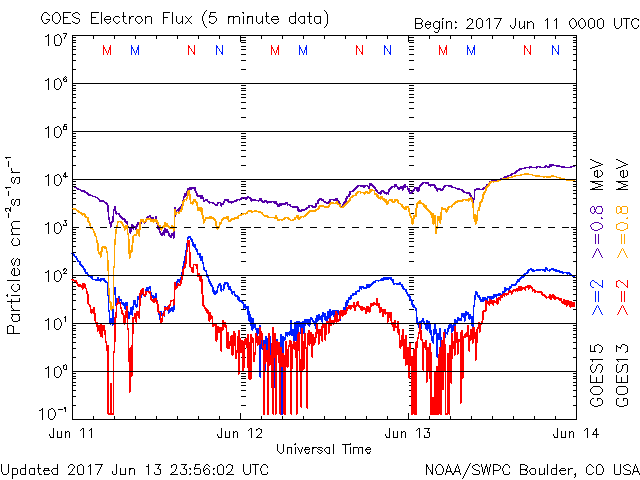 GOES Electron Flux (5 minute data)
Begin: 2017 Jun 11 0000 UTC
M M N N M M N N M M N N
10⁷
10⁶
10⁵
10⁴
10³
10²
10¹
10⁰
10⁻¹
Particles cm⁻²s⁻¹sr⁻¹
Jun 11 Jun 12 Jun 13 Jun 14
Universal Time
GOES15 >=2 >=0.8 MeV
GOES13 >=2 >=0.8 MeV
Updated 2017 Jun 13 23:56:02 UTC
NOAA/SWPC Boulder, CO USA